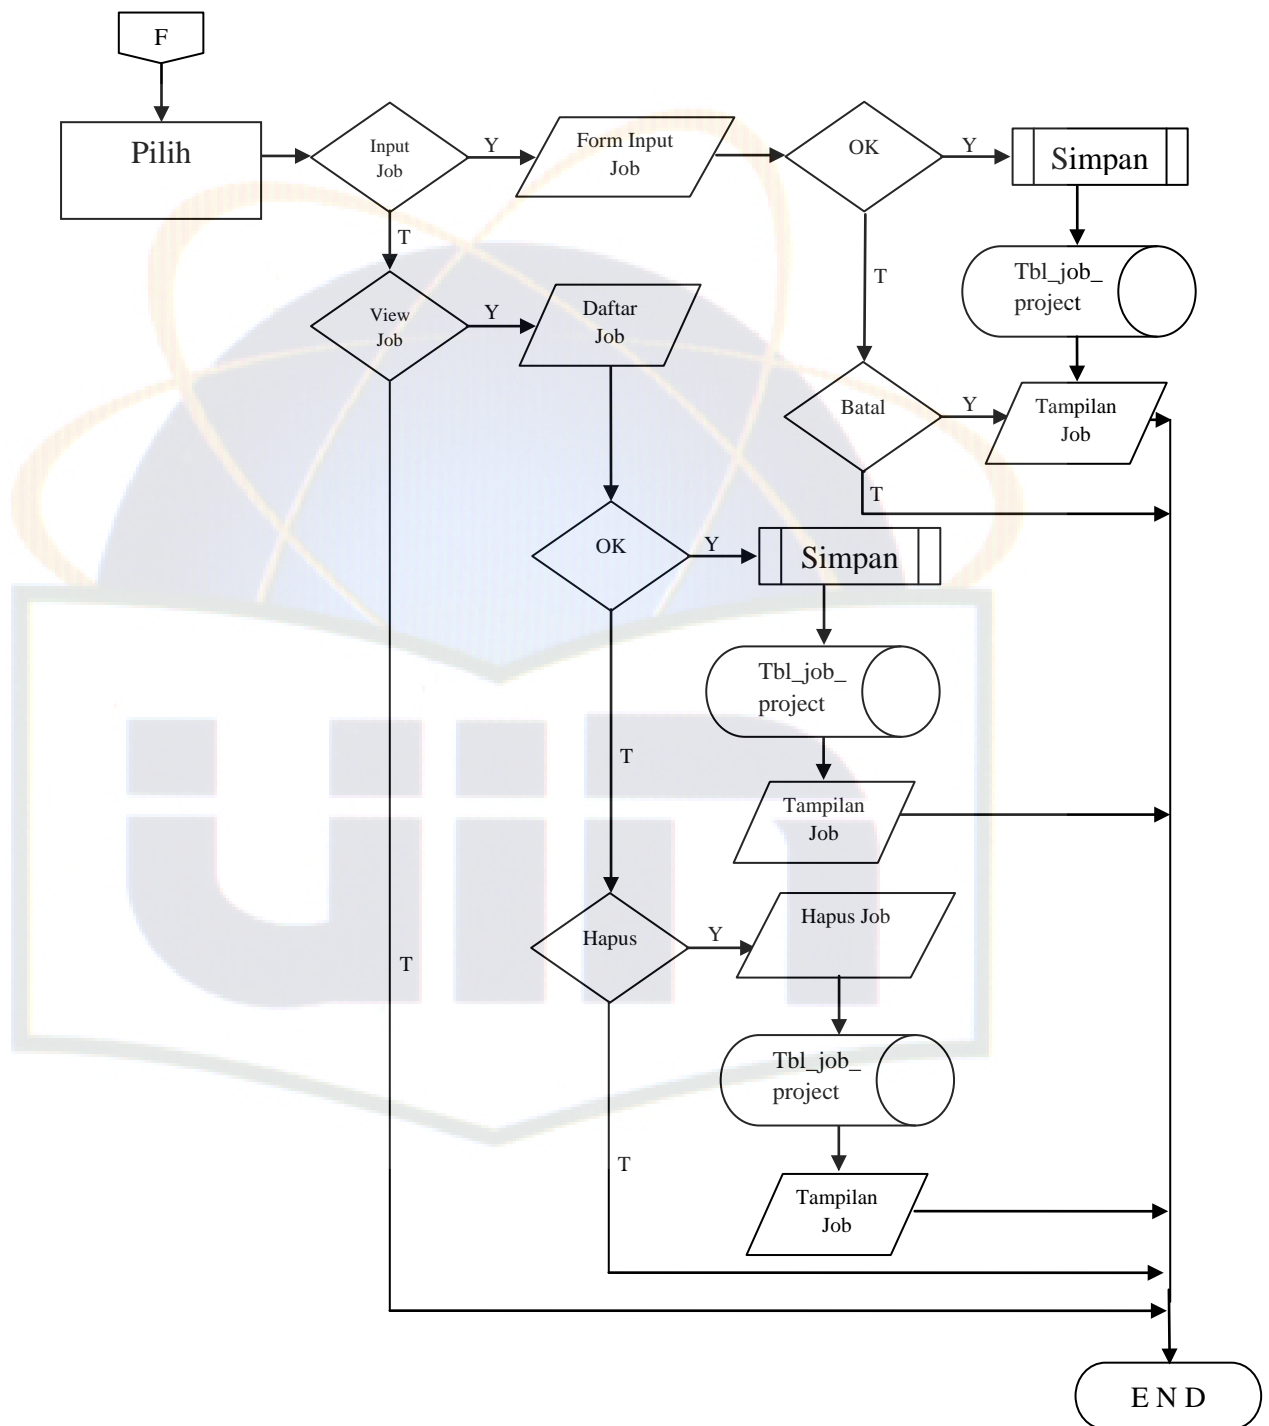 F
Pilih
Input
Job
Y
Form Input
Job
OK
Y
Simpan
T
T
Tbl_job_
project
View
Job
Y
Daftar
Job
Batal
Y
Tampilan
Job
T
OK
Y
Simpan
Tbl_job_
project
T
Tampilan
Job
Hapus
Y
Hapus Job
T
Tbl_job_
project
T
Tampilan
Job
E N D
uin